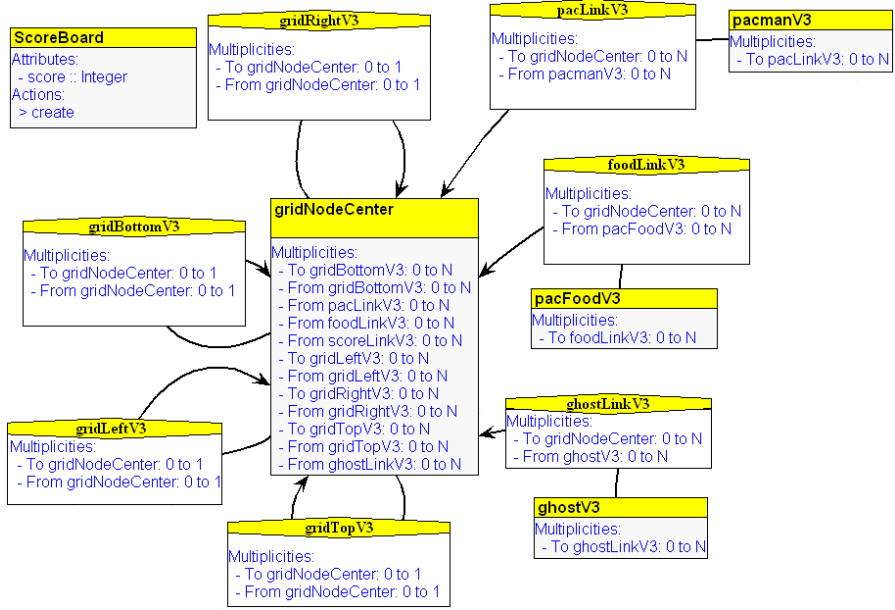 ScoreBoard
Attributes:
- score :: Integer
Actions:
> create
gridRightV3
Multiplicities:
- To gridNodeCenter: 0 to 1
- From gridNodeCenter: 0 to 1
pacLinkV3
Multiplicities:
- To gridNodeCenter: 0 to N
- From pacmanV3: 0 to N
pacmanV3
Multiplicities:
- To pacLinkV3: 0 to N
foodLinkV3
Multiplicities:
- To gridNodeCenter: 0 to N
- From pacFoodV3: 0 to N
pacFoodV3
Multiplicities:
- To foodLinkV3: 0 to N
gridBottomV3
Multiplicities:
- To gridNodeCenter: 0 to 1
- From gridNodeCenter: 0 to 1
gridNodeCenter
Multiplicities:
- To gridBottomV3: 0 to N
- From gridBottomV3: 0 to N
- From pacLinkV3: 0 to N
- From foodLinkV3: 0 to N
- From scoreLinkV3: 0 to N
- To gridLeftV3: 0 to N
- From gridLeftV3: 0 to N
- To gridRightV3: 0 to N
- From gridRightV3: 0 to N
- To gridTopV3: 0 to N
- From gridTopV3: 0 to N
- From ghostLinkV3: 0 to N
gridLeftV3
Multiplicities:
- To gridNodeCenter: 0 to 1
- From gridNodeCenter: 0 to 1
ghostLinkV3
Multiplicities:
- To gridNodeCenter: 0 to N
- From ghostV3: 0 to N
ghostV3
Multiplicities:
- To ghostLinkV3: 0 to N
gridTopV3
Multiplicities:
- To gridNodeCenter: 0 to 1
- From gridNodeCenter: 0 to 1